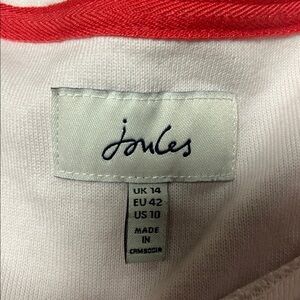 joules
UK 14
EU 42
US 10
MADE
IN
CAMBODIA